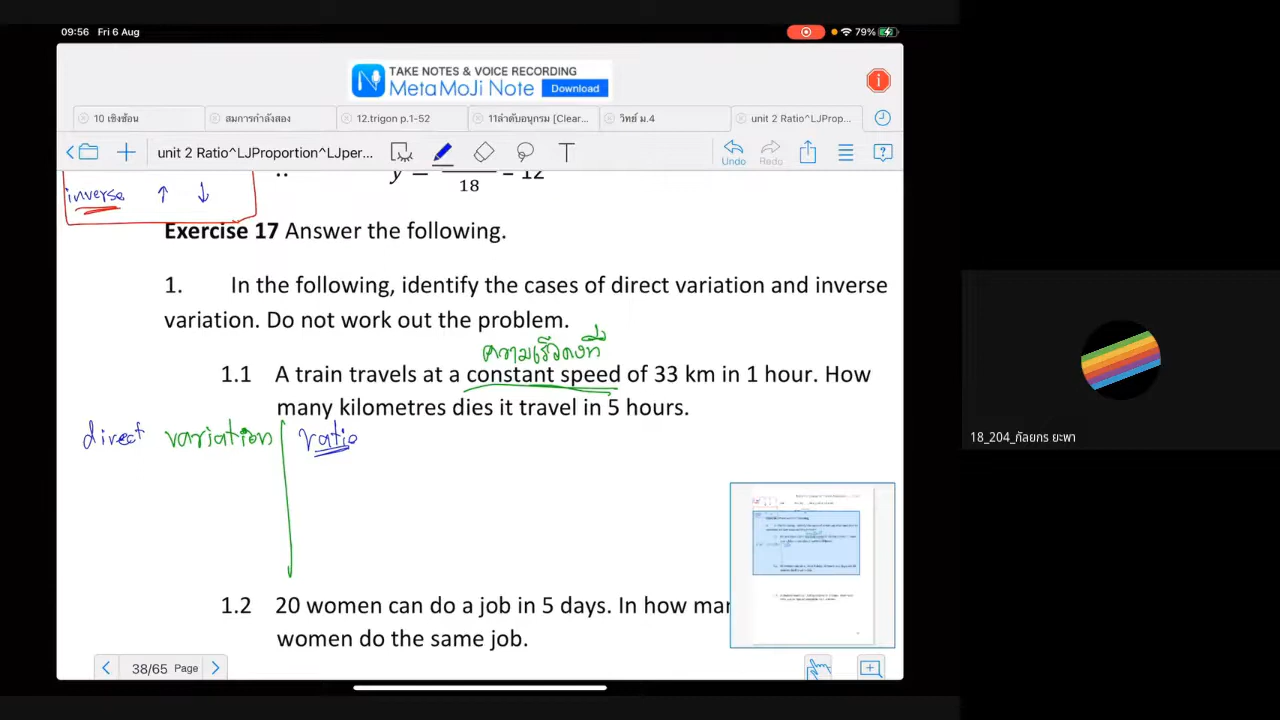 09:56 Fri 6 Aug
79%
TAKE NOTES & VOICE RECORDING
MetaMoJi Note Download
10 เชิงซ้อน
สมการกำลังสอง
12.trigon p.1-52
11ลำดับอนุกรม [Clear...
วิทย์ ม.4
unit 2 Ratio^LJProp...
unit 2 Ratio^LJProportion^LJper...
T
Undo
Redo
inverse ↑ ↓
18
Exercise 17 Answer the following.
1. In the following, identify the cases of direct variation and inverse
variation. Do not work out the problem.
ความเร็วคงที่
1.1 A train travels at a constant speed of 33 km in 1 hour. How
many kilometres dies it travel in 5 hours.
direct variation ratio
1.2 20 women can do a job in 5 days. In how
women do the same job.
38/65 Page
18_204_กัลยกร ยะพา